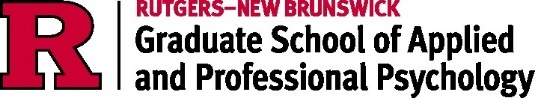 R
RUTGERS–NEW BRUNSWICK
Graduate School of Applied
and Professional Psychology